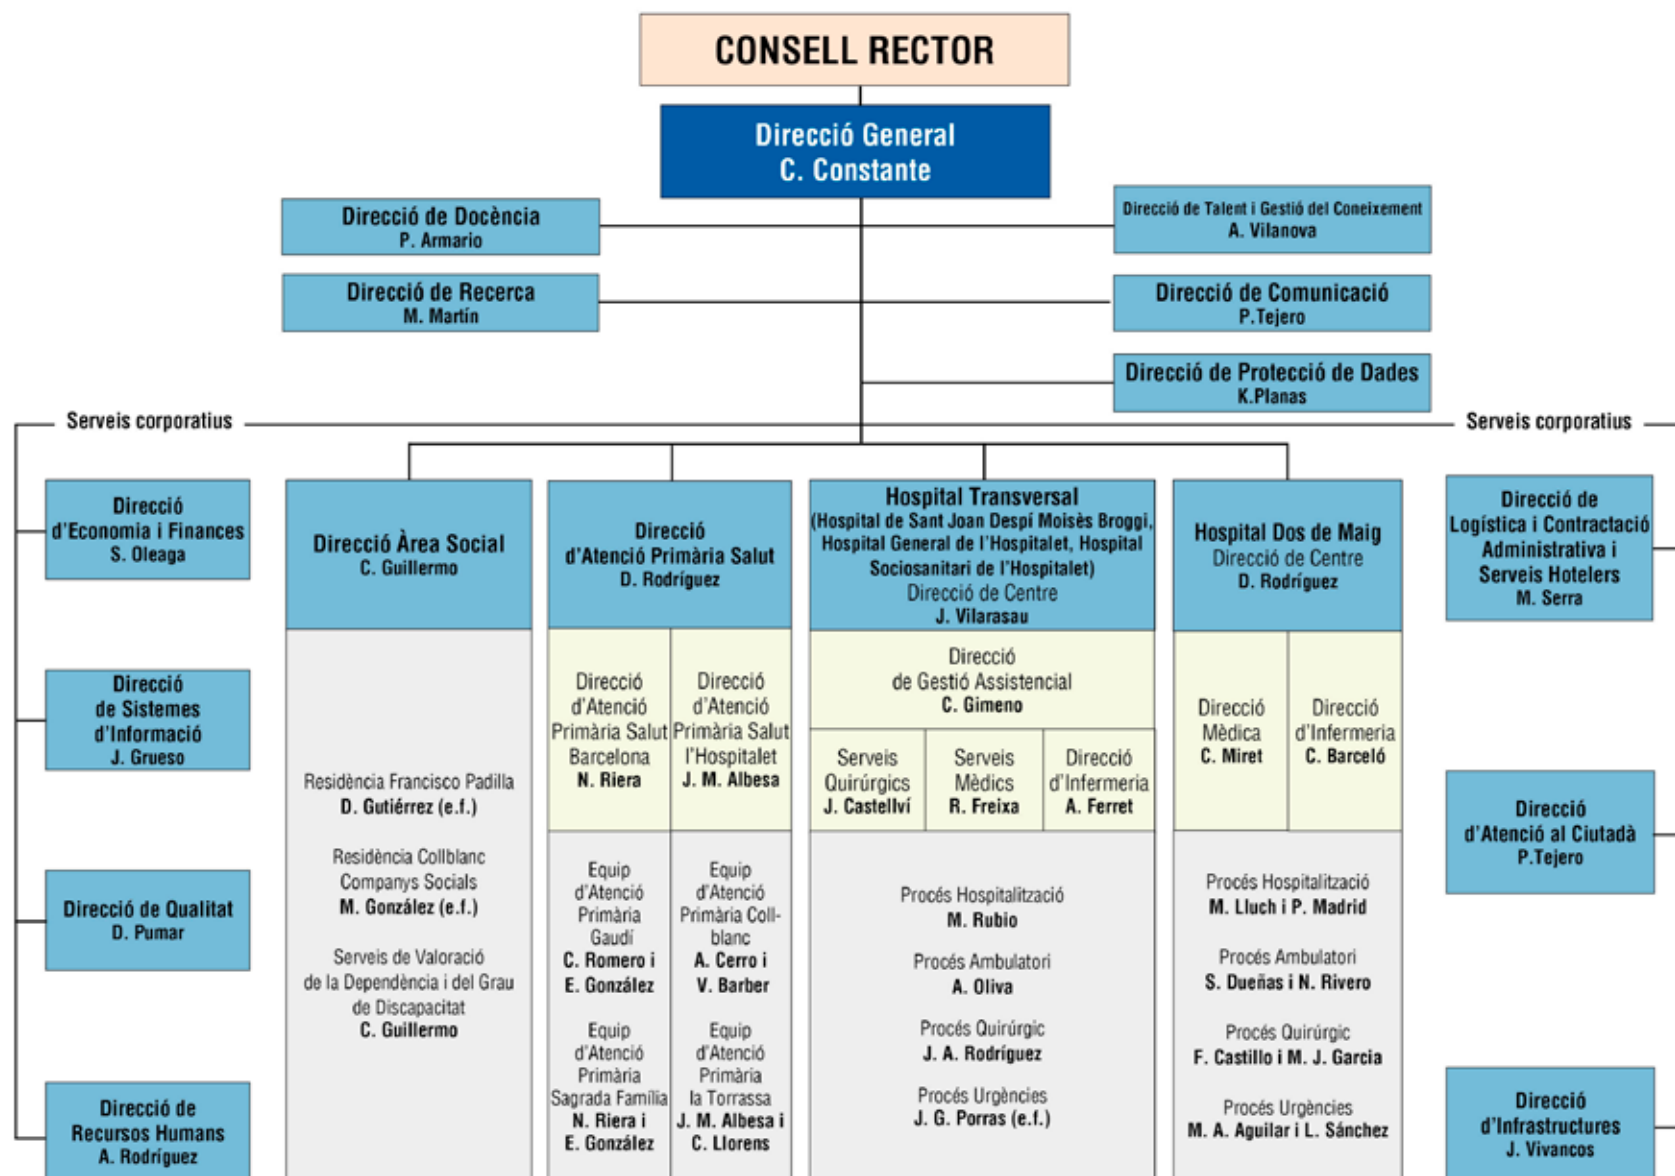 CONSELL RECTOR
Direcció General
C. Constante
Direcció de Docència
P. Armario
Direcció de Talent i Gestió del Coneixement
A. Vilanova
Direcció de Recerca
M. Martín
Direcció de Comunicació
P.Tejero
Direcció de Protecció de Dades
K.Planas
Serveis corporatius
Serveis corporatius
Direcció
d'Economia i Finances
S. Oleaga
Direcció
de Sistemes
d'Informació
J. Grueso
Direcció de Qualitat
D. Pumar
Direcció de
Recursos Humans
A. Rodríguez
Direcció Àrea Social
C. Guillermo
Residència Francisco Padilla
D. Gutiérrez (e.f.)
Residència Collblanc
Companys Socials
M. González (e.f.)
Serveis de Valoració
de la Dependència i del Grau
de Discapacitat
C. Guillermo
Direcció
d'Atenció Primària Salut
D. Rodríguez
Direcció
d'Atenció
Primària Salut
Barcelona
N. Riera
Direcció
d'Atenció
Primària Salut
l'Hospitalet
J. M. Albesa
Equip
d'Atenció
Primària
Gaudí
C. Romero i
E. González
Equip
d'Atenció
Primària Coll-
blanc
A. Cerro i
V. Barber
Equip
d'Atenció
Primària
Sagrada Família
N. Riera i
E. González
Equip
d'Atenció
Primària
la Torrassa
J. M. Albesa i
C. Llorens
Hospital Transversal
(Hospital de Sant Joan Despí Moisès Broggi,
Hospital General de l'Hospitalet, Hospital
Sociosanitari de l'Hospitalet)
Direcció de Centre
J. Vilarasau
Direcció
de Gestió Assistencial
C. Gimeno
Serveis
Quirúrgics
J. Castellví
Serveis
Mèdics
R. Freixa
Direcció
d'Infermeria
A. Ferret
Procés Hospitalització
M. Rubio
Procés Ambulatori
A. Oliva
Procés Quirúrgic
J. A. Rodríguez
Procés Urgències
J. G. Porras (e.f.)
Hospital Dos de Maig
Direcció de Centre
D. Rodríguez
Direcció
Mèdica
C. Miret
Direcció
d'Infermeria
C. Barceló
Procés Hospitalització
M. Lluch i P. Madrid
Procés Ambulatori
S. Dueñas i N. Rivero
Procés Quirúrgic
F. Castillo i M. J. Garcia
Procés Urgències
M. A. Aguilar i L. Sánchez
Direcció de
Logística i Contractació
Administrativa i
Serveis Hotelers
M. Serra
Direcció
d'Atenció al Ciutadà
P.Tejero
Direcció
d'Infrastructures
J. Vivancos